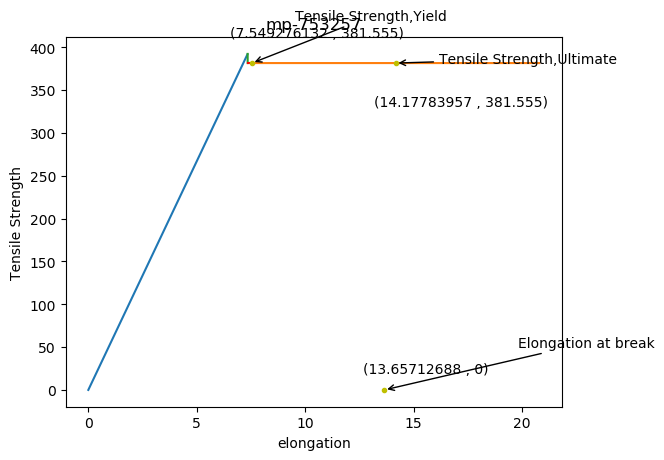 Tensile Strength,Yield
mp-753257
(7.549276132 , 381.555)
Tensile Strength,Ultimate
(14.17783957 , 381.555)
Elongation at break
(13.65712688 , 0)
Tensile Strength
400
350
300
250
200
150
100
50
0
0 5 10 15 20
elongation